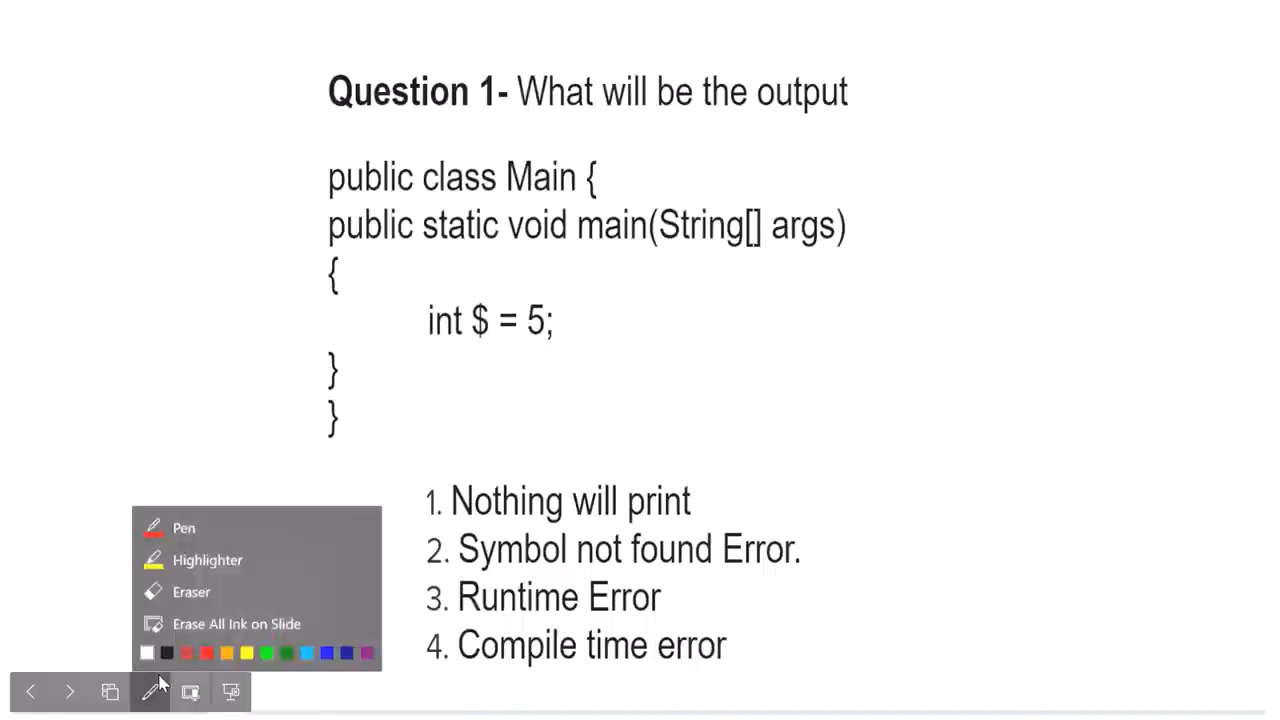 Question 1- What will be the output
public class Main {
public static void main(String[] args)
{
int $ = 5;
}
}
1. Nothing will print
2. Symbol not found Error.
3. Runtime Error
4. Compile time error
Pen
Highlighter
Eraser
Erase All Ink on Slide